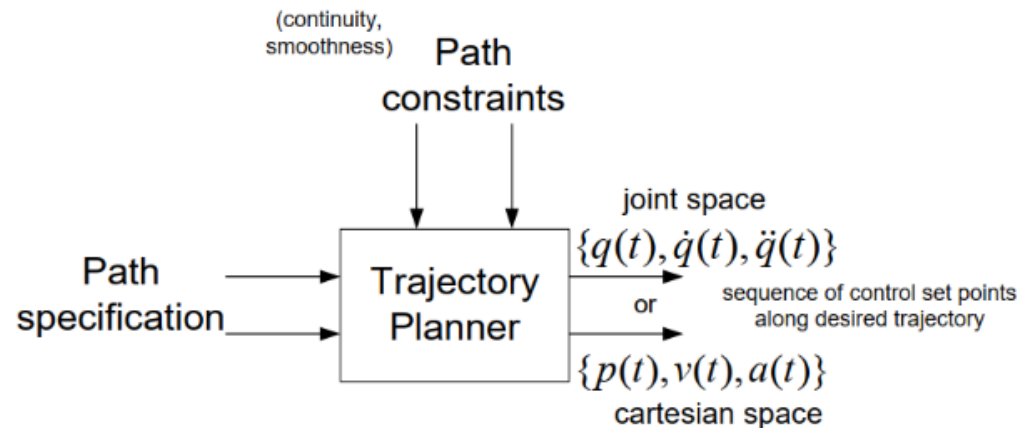 (continuity,
smoothness)
Path
constraints
joint space
{q(t), q̇(t), q̈(t)}
Path
specification
Trajectory
Planner
or
sequence of control set points
along desired trajectory
{p(t), v(t), a(t)}
cartesian space